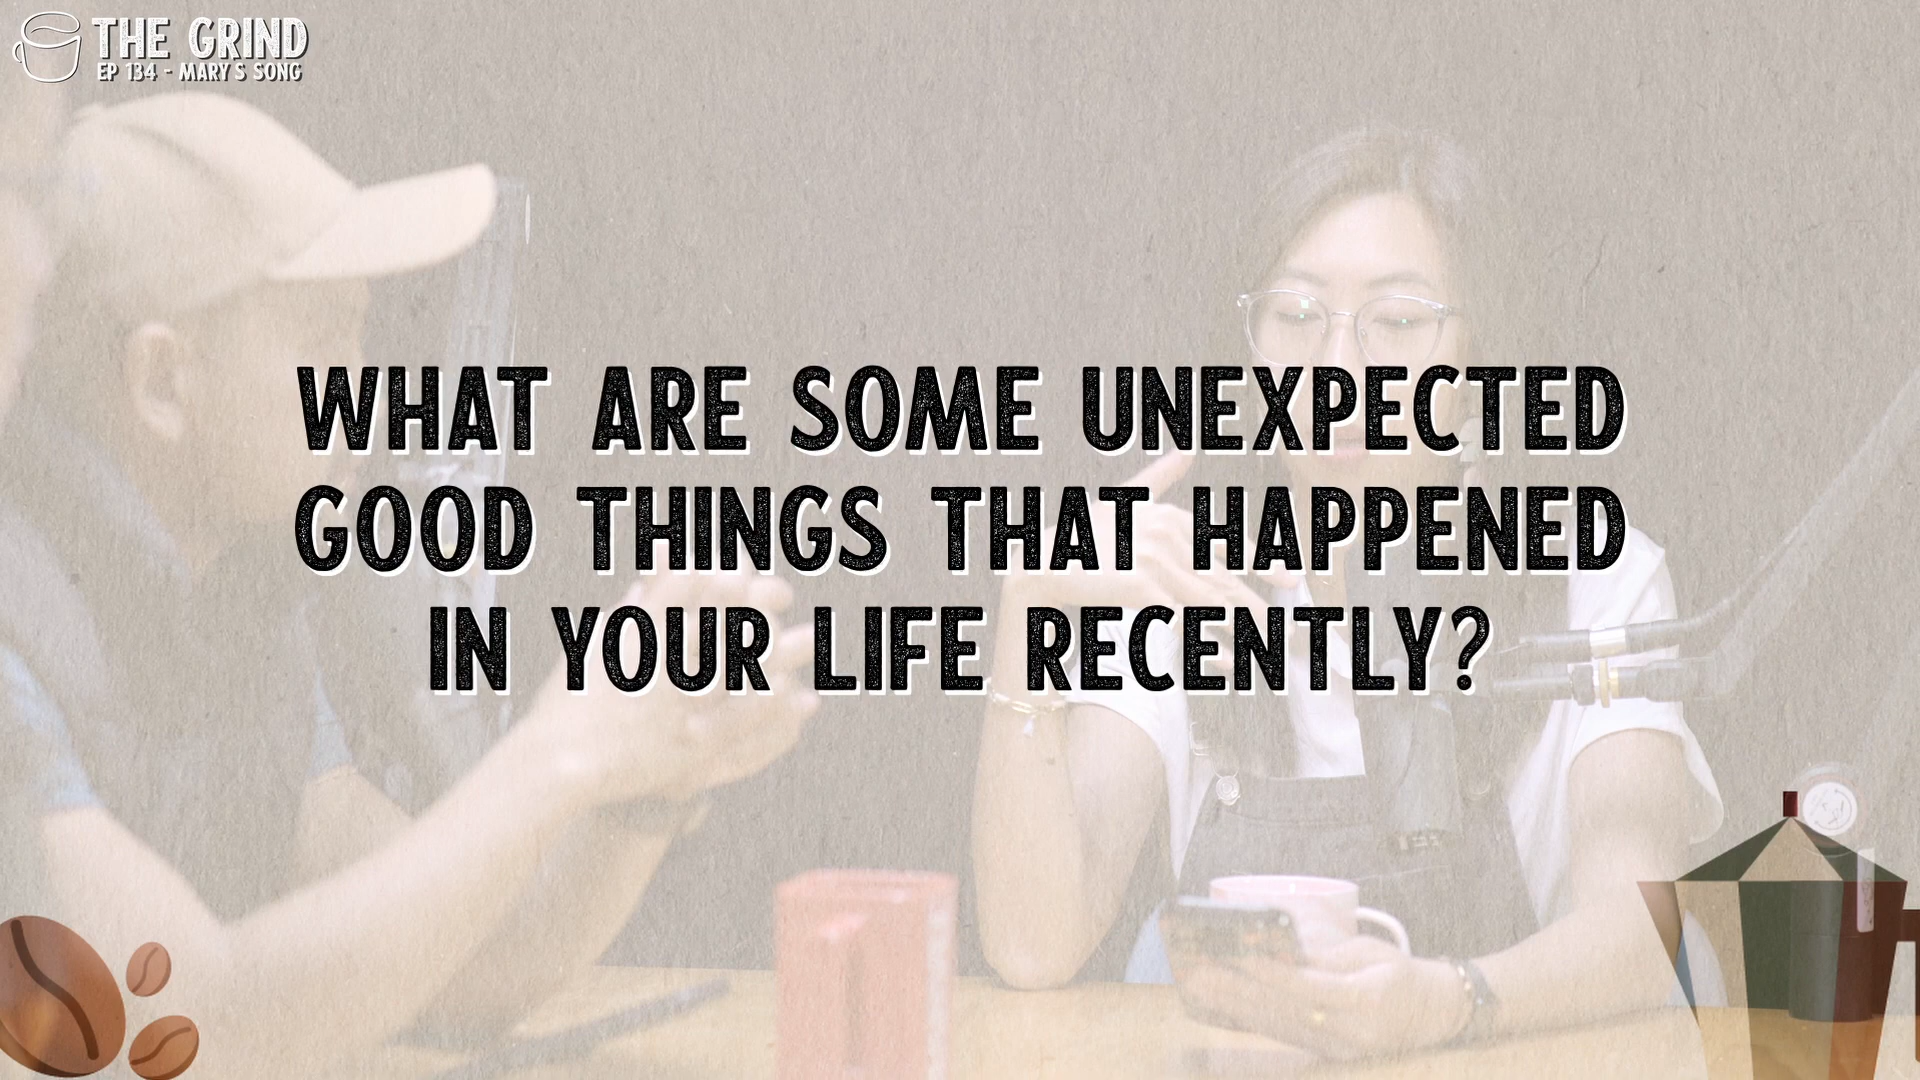 THE GRIND
EP 134 - MARY'S SONG
WHAT ARE SOME UNEXPECTED
GOOD THINGS THAT HAPPENED
IN YOUR LIFE RECENTLY?